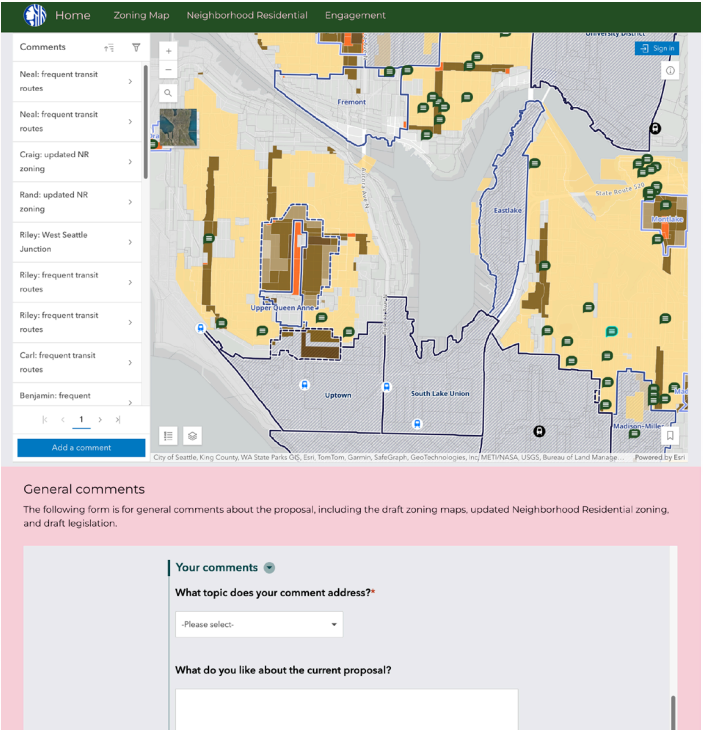 Home Zoning Map Neighborhood Residential Engagement
Comments
Neal: frequent transit
routes
Neal: frequent transit
routes
Craig: updated NR
zoning
Rand: updated NR
zoning
Riley: West Seattle
Junction
Riley: frequent transit
routes
Riley: frequent transit
routes
Carl: frequent transit
routes
Benjamin: frequent
1
Add a comment
University District
Sign in
Fremont
Aurora Ave N
State Route 520
Eastlake
Montlake
Upper Queen Anne
Uptown
South Lake Union
Madison-Miller
City of Seattle, King County, WA State Parks GIS, Esri, TomTom, Garmin, SafeGraph, GeoTechnologies, Inc, METI/NASA, USGS, Bureau of Land Manage... Powered by Esri
General comments
The following form is for general comments about the proposal, including the draft zoning maps, updated Neighborhood Residential zoning,
and draft legislation.
Your comments
What topic does your comment address?*
-Please select-
What do you like about the current proposal?